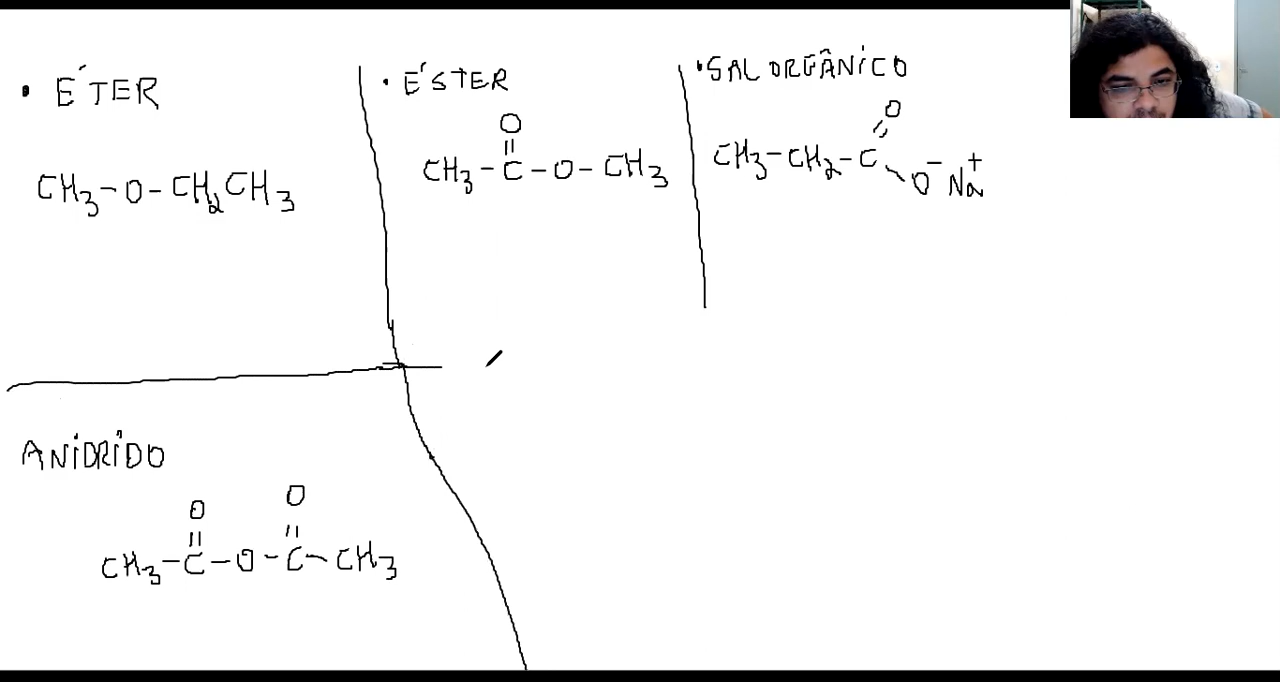 • ÉTER
CH3-O-CH2CH3
• ÉSTER
O
CH3-C-O-CH3
• SAL ORGÂNICO
O
CH3-CH2-C
O- Na+
ANIDRIDO
O O
CH3-C-O-C-CH3